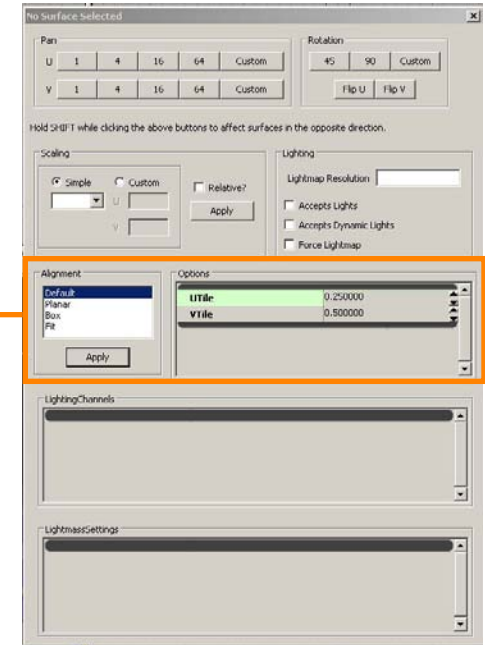 No Surface Selected
Pan
U 1 4 16 64 Custom
V 1 4 16 64 Custom
Rotation
45 90 Custom
Flip U Flip V
Hold SHIFT while clicking the above buttons to affect surfaces in the opposite direction.
Scaling
Simple Custom
U
V
Relative?
Apply
Lighting
Lightmap Resolution
Accepts Lights
Accepts Dynamic Lights
Force Lightmap
Alignment
Default
Planar
Box
Fit
Apply
Options
UTile 0.250000
VTile 0.500000
LightingChannels
LightmassSettings